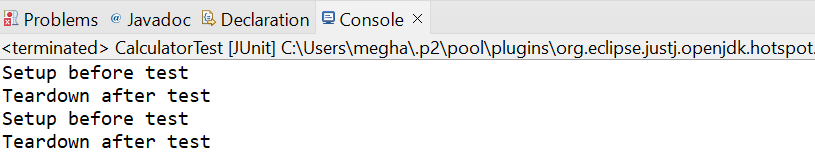 Problems @ Javadoc Declaration Console ×
<terminated> CalculatorTest [JUnit] C:\Users\megha\.p2\pool\plugins\org.eclipse.justj.openjdk.hotspot.
Setup before test
Teardown after test
Setup before test
Teardown after test